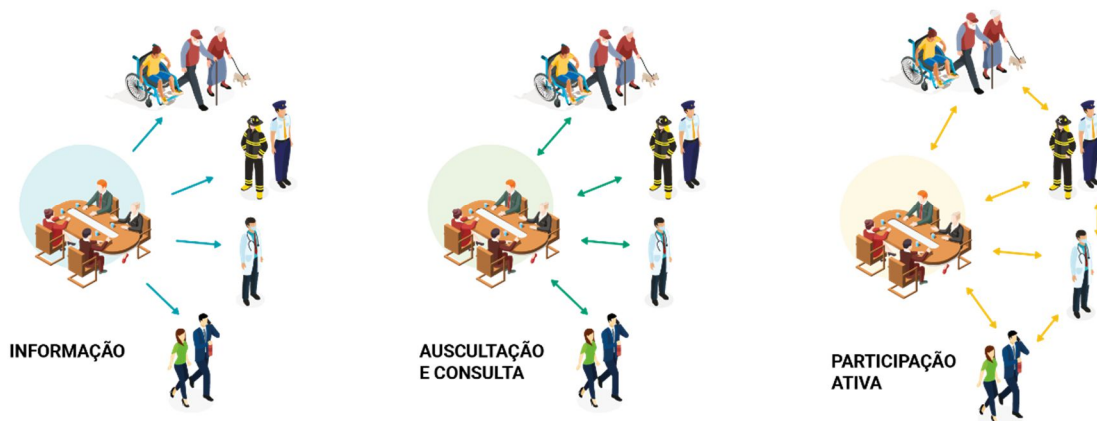 INFORMAÇÃO
AUSCULTAÇÃO
E CONSULTA
PARTICIPAÇÃO
ATIVA